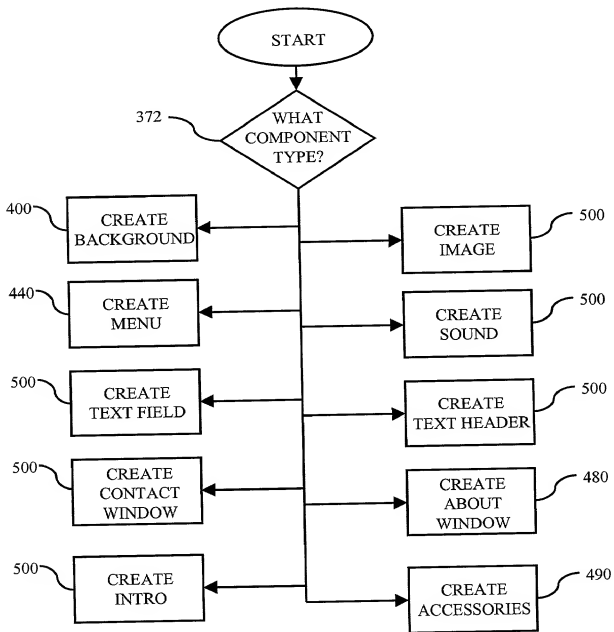 START
372
WHAT
COMPONENT
TYPE?
400
CREATE
BACKGROUND
CREATE
IMAGE
500
440
CREATE
MENU
CREATE
SOUND
500
500
CREATE
TEXT FIELD
CREATE
TEXT HEADER
500
500
CREATE
CONTACT
WINDOW
CREATE
ABOUT
WINDOW
480
500
CREATE
INTRO
CREATE
ACCESSORIES
490